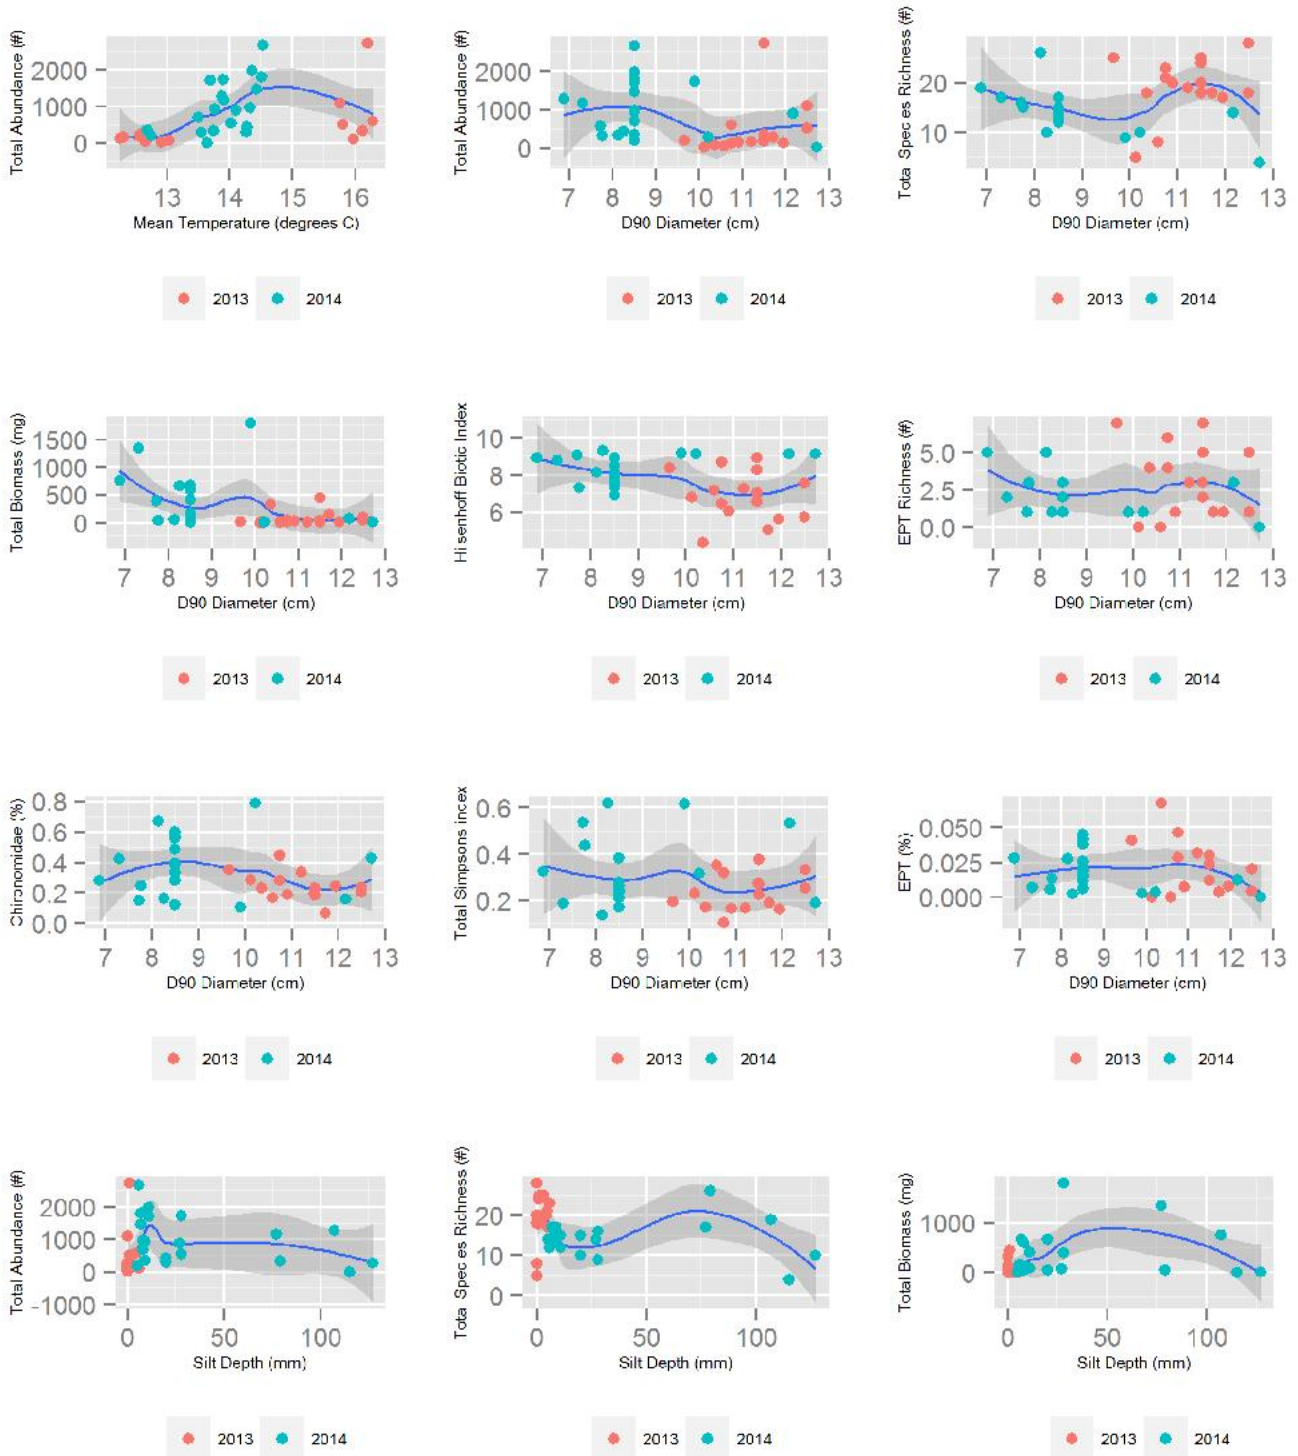 Total Abundance (#)
2000
1000
0
13 14 15 16
Mean Temperature (degrees C)
2013 2014
Total Abundance (#)
2000
1000
0
7 8 9 10 11 12 13
D90 Diameter (cm)
2013 2014
Tota Spec es Richness (#)
20
10
7 8 9 10 11 12 13
D90 Diameter (cm)
2013 2014
Total Biomass (mg)
1500
1000
500
0
7 8 9 10 11 12 13
D90 Diameter (cm)
2013 2014
Hi senhoff Biotic Index
10
8
6
7 8 9 10 11 12 13
D90 Diameter (cm)
2013 2014
EPT Richness (#)
5.0
2.5
0.0
7 8 9 10 11 12 13
D90 Diameter (cm)
2013 2014
Chironomidae (%)
0.8
0.6
0.4
0.2
0.0
7 8 9 10 11 12 13
D90 Diameter (cm)
2013 2014
Total Simpsons incex
0.6
0.4
0.2
7 8 9 10 11 12 13
D90 Diameter (cm)
2013 2014
EPT (%)
0.050
0.025
0.000
7 8 9 10 11 12 13
D90 Diameter (cm)
2013 2014
Total Abundance (#)
2000
1000
0
-1000
0 50 100
Silt Depth (mm)
2013 2014
Tota Spec es Richness (#)
20
10
0
0 50 100
Silt Depth (mm)
2013 2014
Total Biomass (mg)
1000
0
0 50 100
Silt Depth (mm)
2013 2014